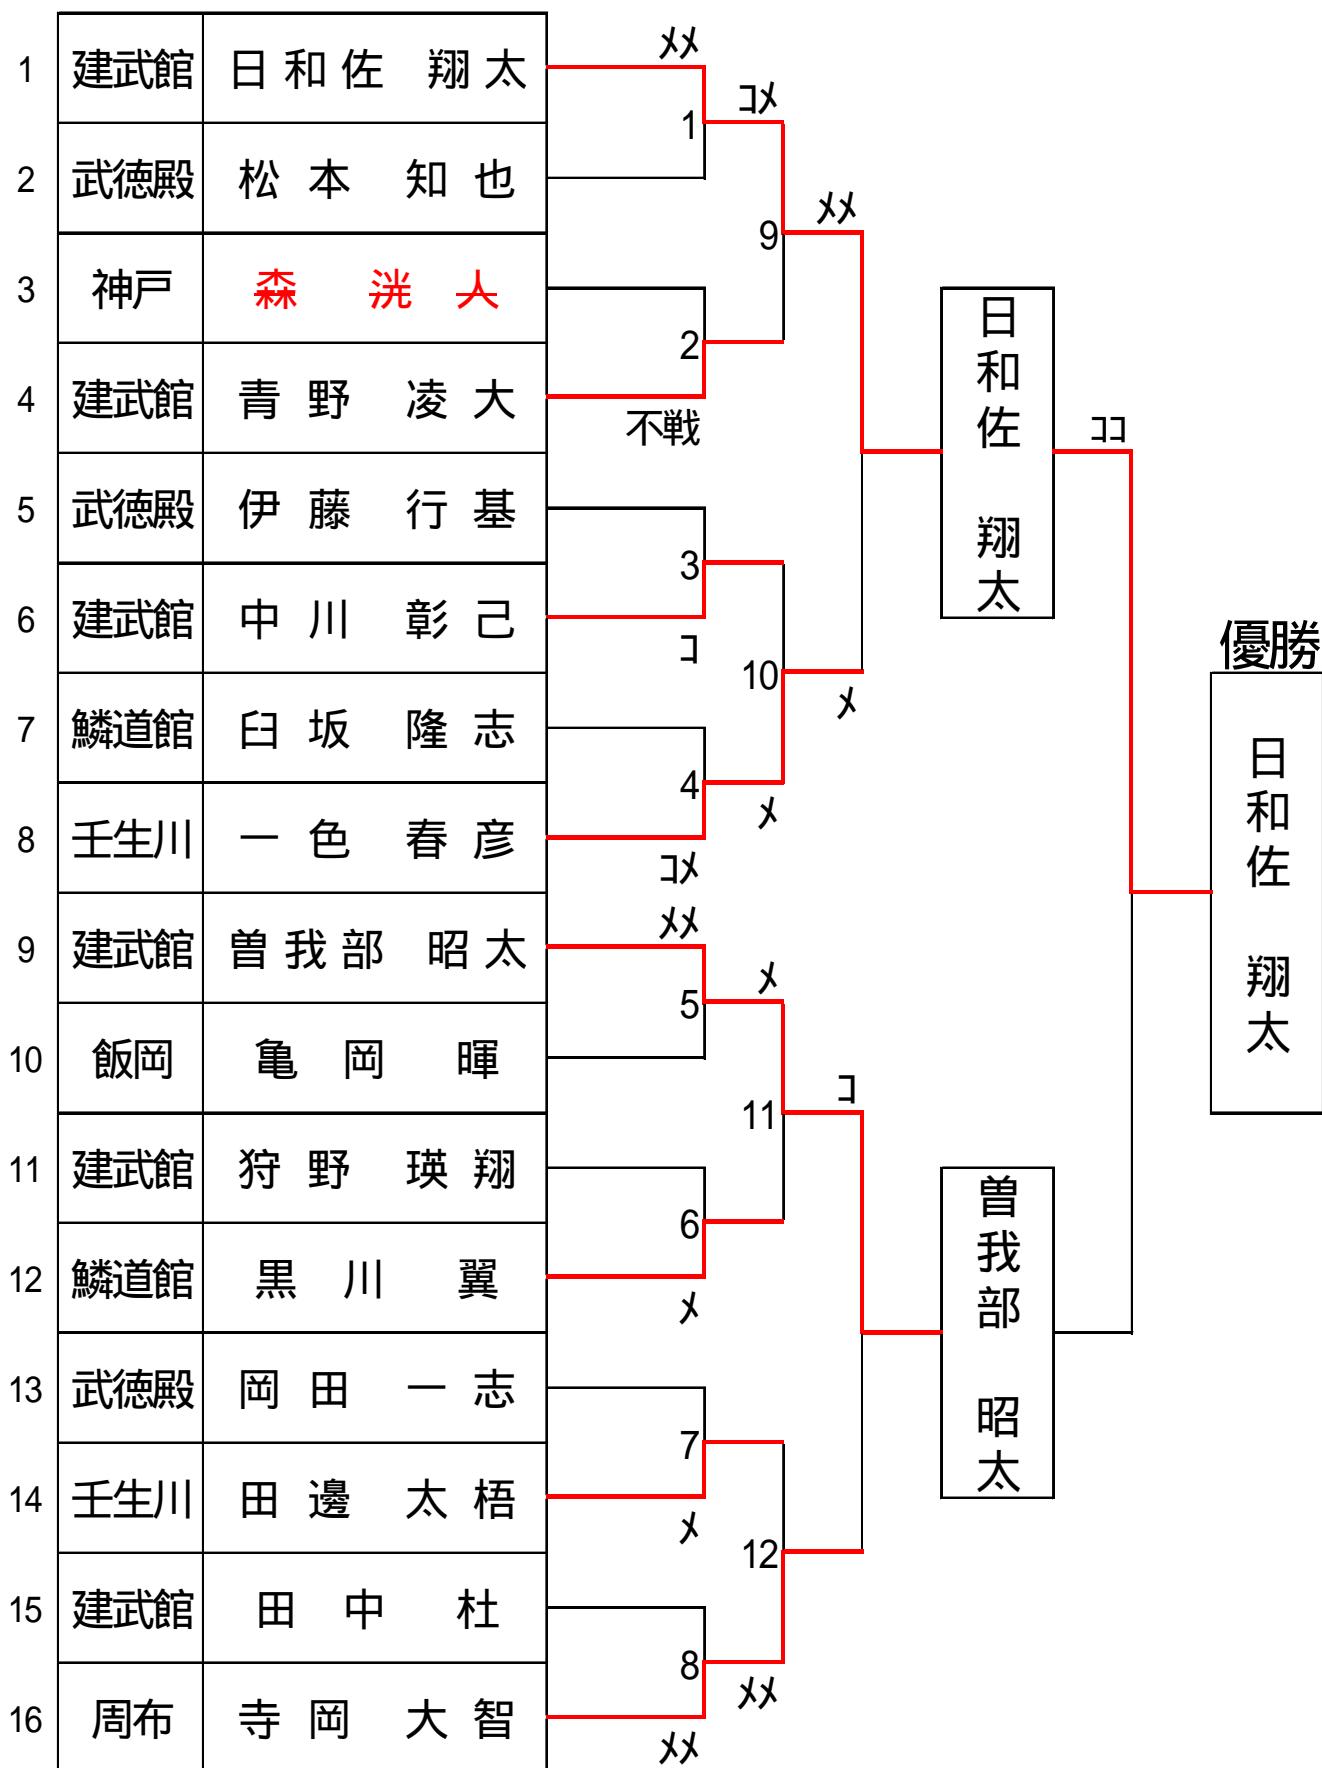 1 建武館 日和佐 翔太
2 武徳殿 松本 知也
3 神戸 森 洸人
4 建武館 青野 凌大
5 武徳殿 伊藤 行基
6 建武館 中川 彰己
7 鱗道館 臼坂 隆志
8 壬生川 一色 春彦
9 建武館 曽我部 昭太
10 飯岡 亀岡 暉
11 建武館 狩野 瑛翔
12 鱗道館 黒川 翼
13 武徳殿 岡田 一志
14 壬生川 田邊 太梧
15 建武館 田中 杜
16 周布 寺岡 大智
メメ
1
2
不戦
3
コ
4
コメ
メメ
5
6
メ
7
メ
8
メメ
コメ
9
10
メ
メ
11
12
メメ
メメ
メ
コ
日和佐 翔太
曽我部 昭太
ココ
優勝
日和佐 翔太